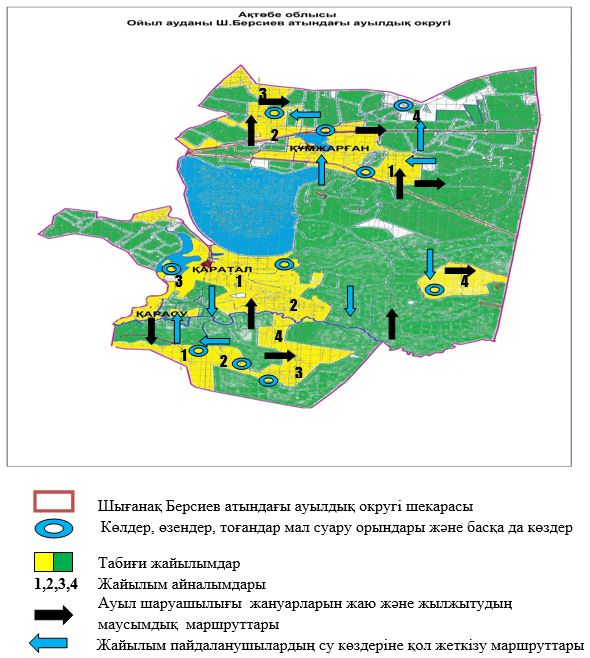 Ақтөбе облысы
Ойыл ауданы Ш.Берсиев атындағы ауылдық округі
3
4
2
ҚҰМЖАРҒАН
1
ҚАРАТАЛ
3
1
4
2
ҚАРАСУ
4
1
2
3
Шығанақ Берсиев атындағы ауылдық округі шекарасы
Көлдер, өзендер, тоғандар мал суару орындары және басқа да көздер
Табиғи жайылымдар
1,2,3,4 Жайылым айналымдары
Ауыл шаруашылығы жануарларын жаю және жылжытудың
маусымдық маршруттары
Жайылым пайдаланушылардың су көздеріне қол жеткізу маршруттары